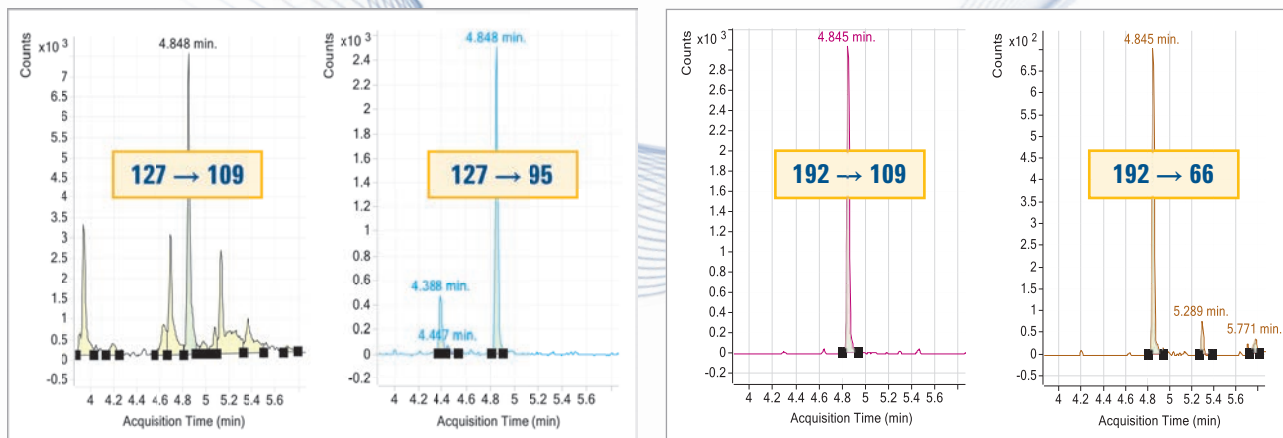 Counts
x10 3
4.848 min.
7
6.5
6
5.5
5
4.5
4
3.5
3
2.5
2
1.5
1
0.5
0
-0.5
127 → 109
4 4.2 4.4 4.6 4.8 5 5.2 5.4 5.6
Acquisition Time (min)
Counts
x10 3
4.848 min.
2.4
2.2
2
1.8
1.6
1.4
1.2
1
0.8
0.6
0.4
0.2
0
-0.2
127 → 95
4.388 min.
4.447 min.
4 4.2 4.4 4.6 4.8 5 5.2 5.4 5.6
Acquisition Time (min)
Counts
x10 3
4.845 min.
2.8
2.6
2.4
2.2
2
1.8
1.6
1.4
1.2
1
0.8
0.6
0.4
0.2
0
-0.2
192 → 109
4 4.2 4.4 4.6 4.8 5 5.2 5.4 5.6
Acquisition Time (min)
Counts
x10 2
4.845 min.
6.5
6
5.5
5
4.5
4
3.5
3
2.5
2
1.5
1
0.5
0
-0.5
192 → 66
5.289 min.
5.771 min.
4 4.2 4.4 4.6 4.8 5 5.2 5.4 5.6
Acquisition Time (min)